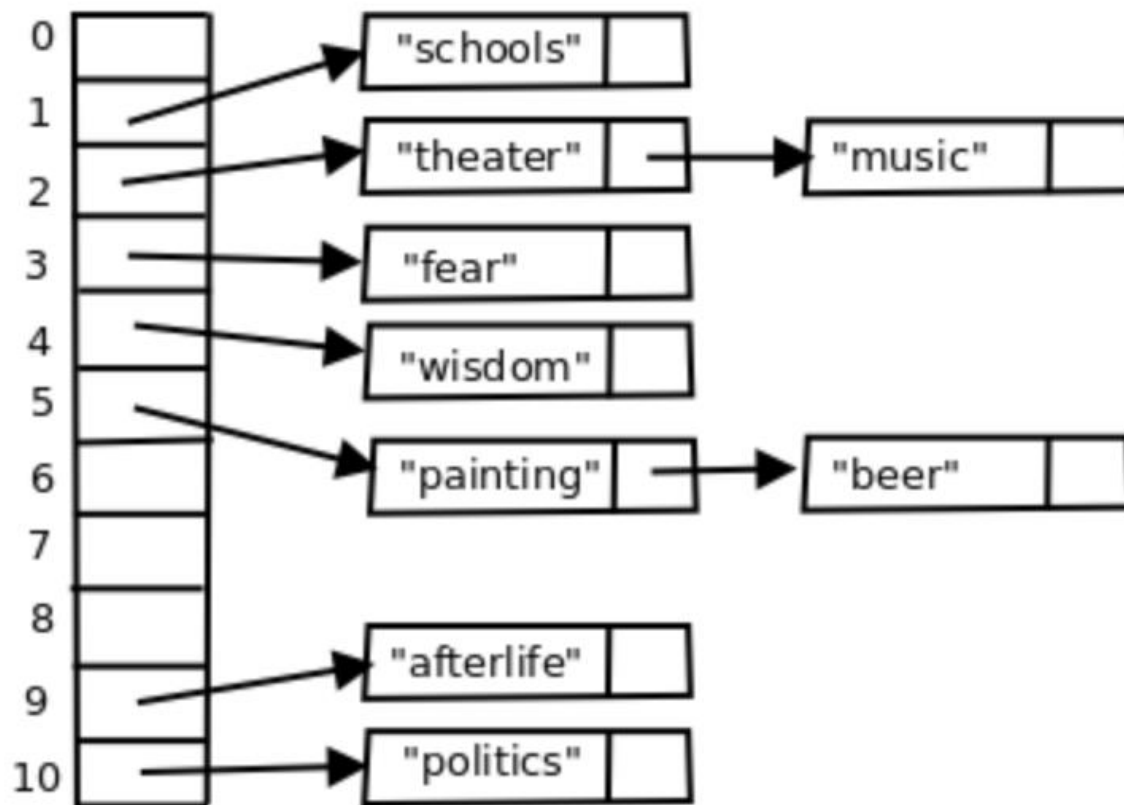 0
"schools"
1
"theater" "music"
2
3 "fear"
4 "wisdom"
5
"painting" "beer"
6
7
8
"afterlife"
9
"politics"
10